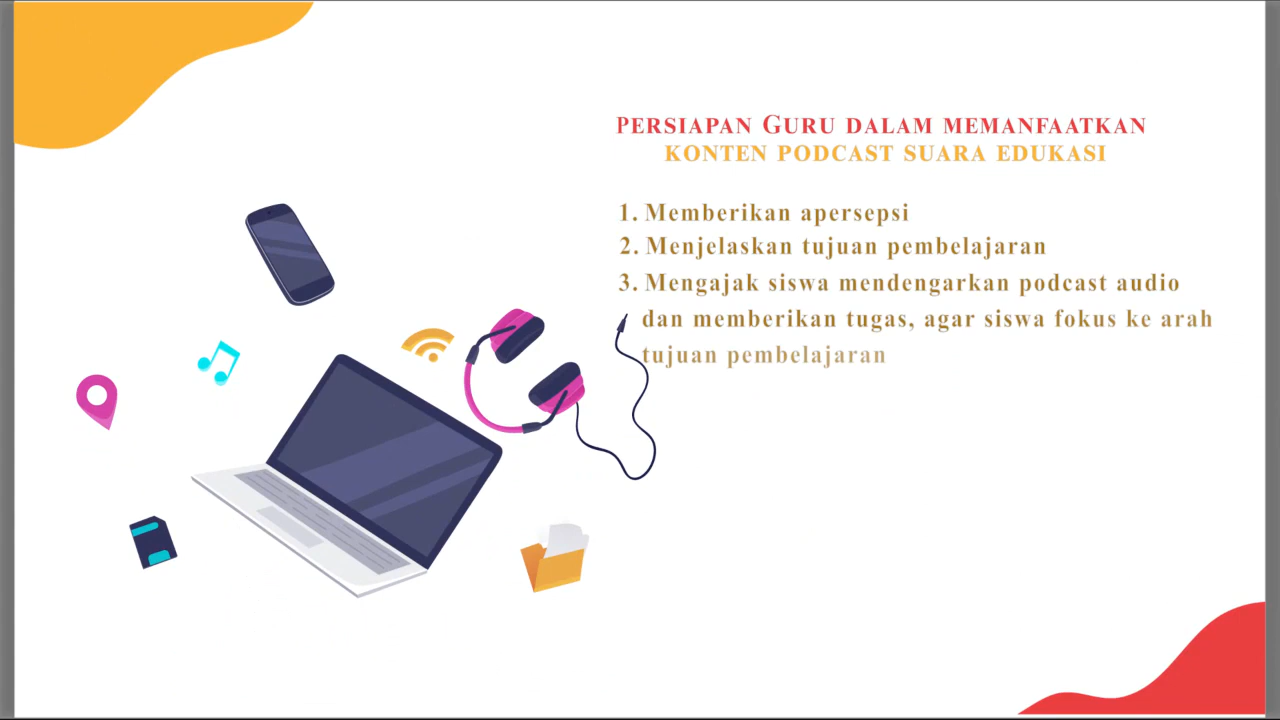 Persiapan Guru dalam memanfaatkan
konten podcast suara edukasi
1. Memberikan apersepsi
2. Menjelaskan tujuan pembelajaran
3. Mengajak siswa mendengarkan podcast audio
dan memberikan tugas, agar siswa fokus ke arah
tujuan pembelajaran